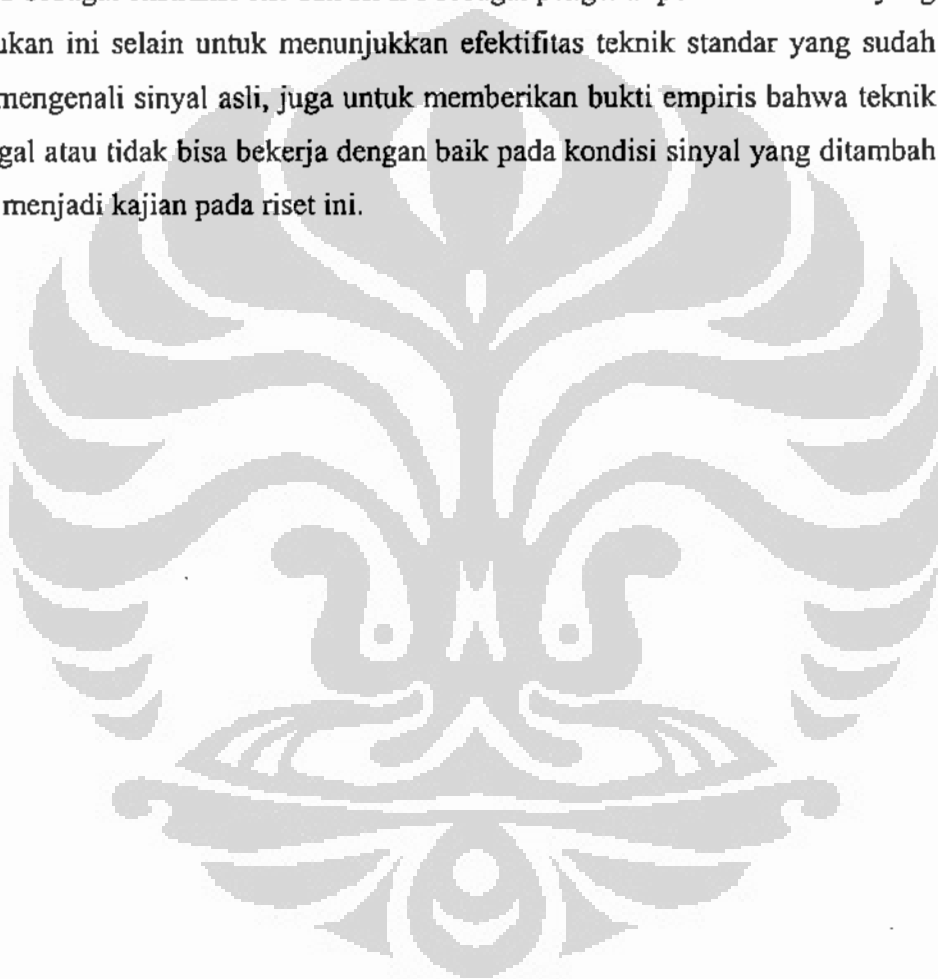 ukan ini selain untuk menunjukkan efektifitas teknik standar yang sudah
mengenali sinyal asli, juga untuk memberikan bukti empiris bahwa teknik
gal atau tidak bisa bekerja dengan baik pada kondisi sinyal yang ditambah
menjadi kajian pada riset ini.